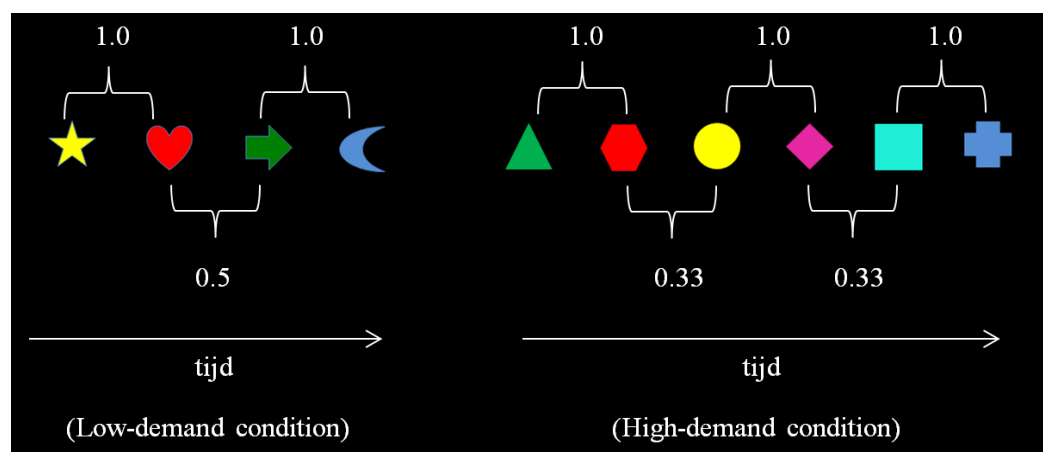 1.0 1.0 1.0 1.0 1.0
0.5 0.33 0.33
tijd tijd
(Low-demand condition) (High-demand condition)